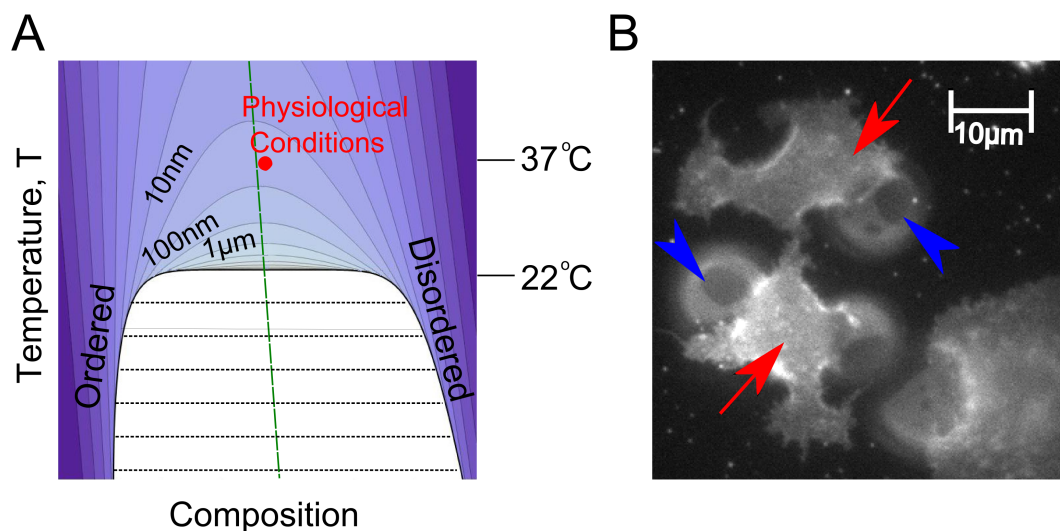 A
Temperature, T
Physiological
Conditions
10nm
100nm
1μm
Ordered
Disordered
37°C
22°C
Composition
B
10μm